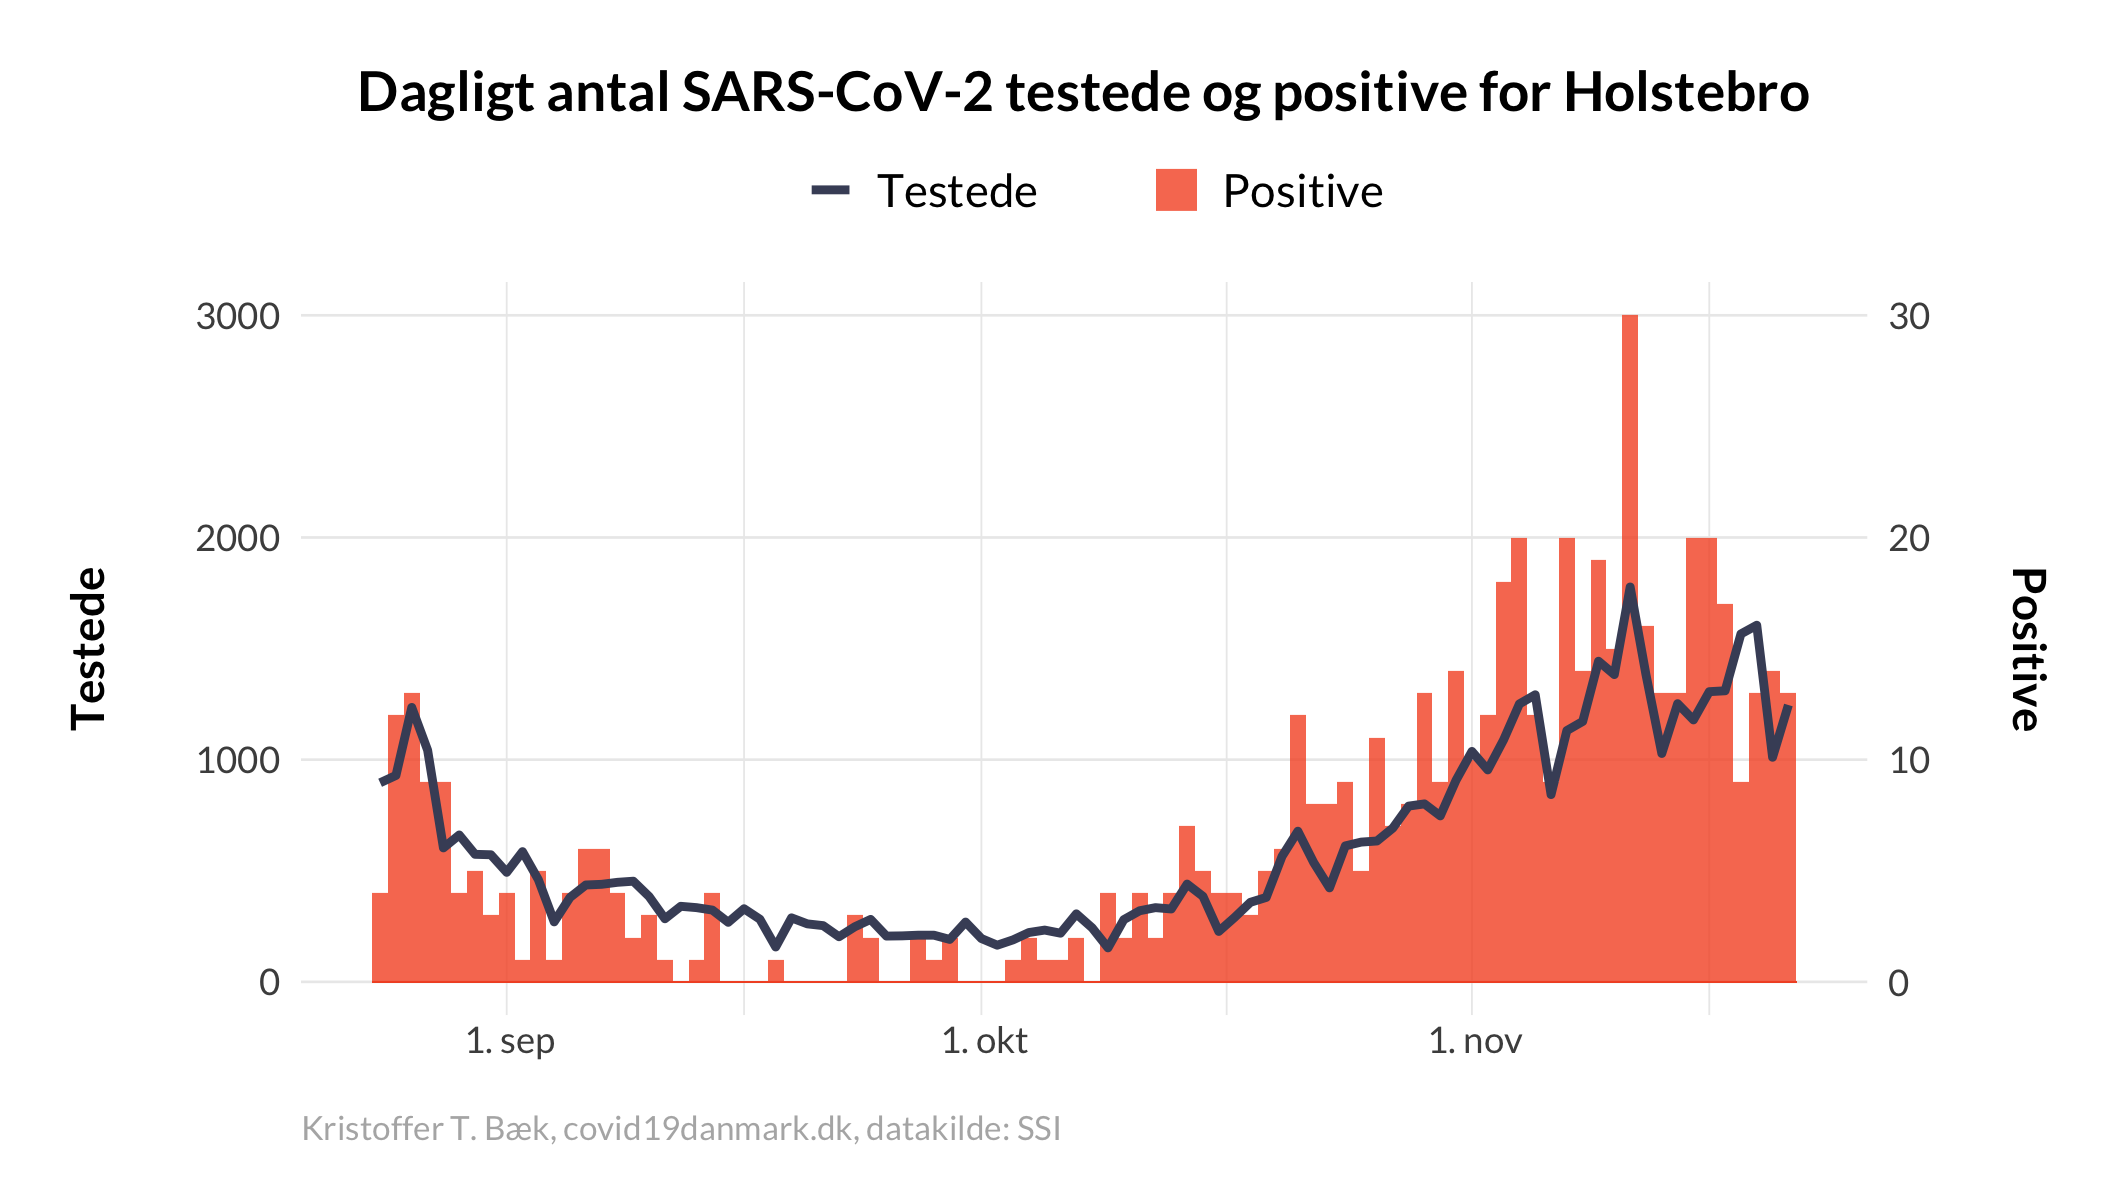 Dagligt antal SARS-CoV-2 testede og positive for Holstebro
Testede
Positive
3000
30
2000
20
Testede
Positive
1000
10
0
0
1. sep
1. okt
1. nov
Kristoffer T. Bæk, covid19danmark.dk, datakilde: SSI